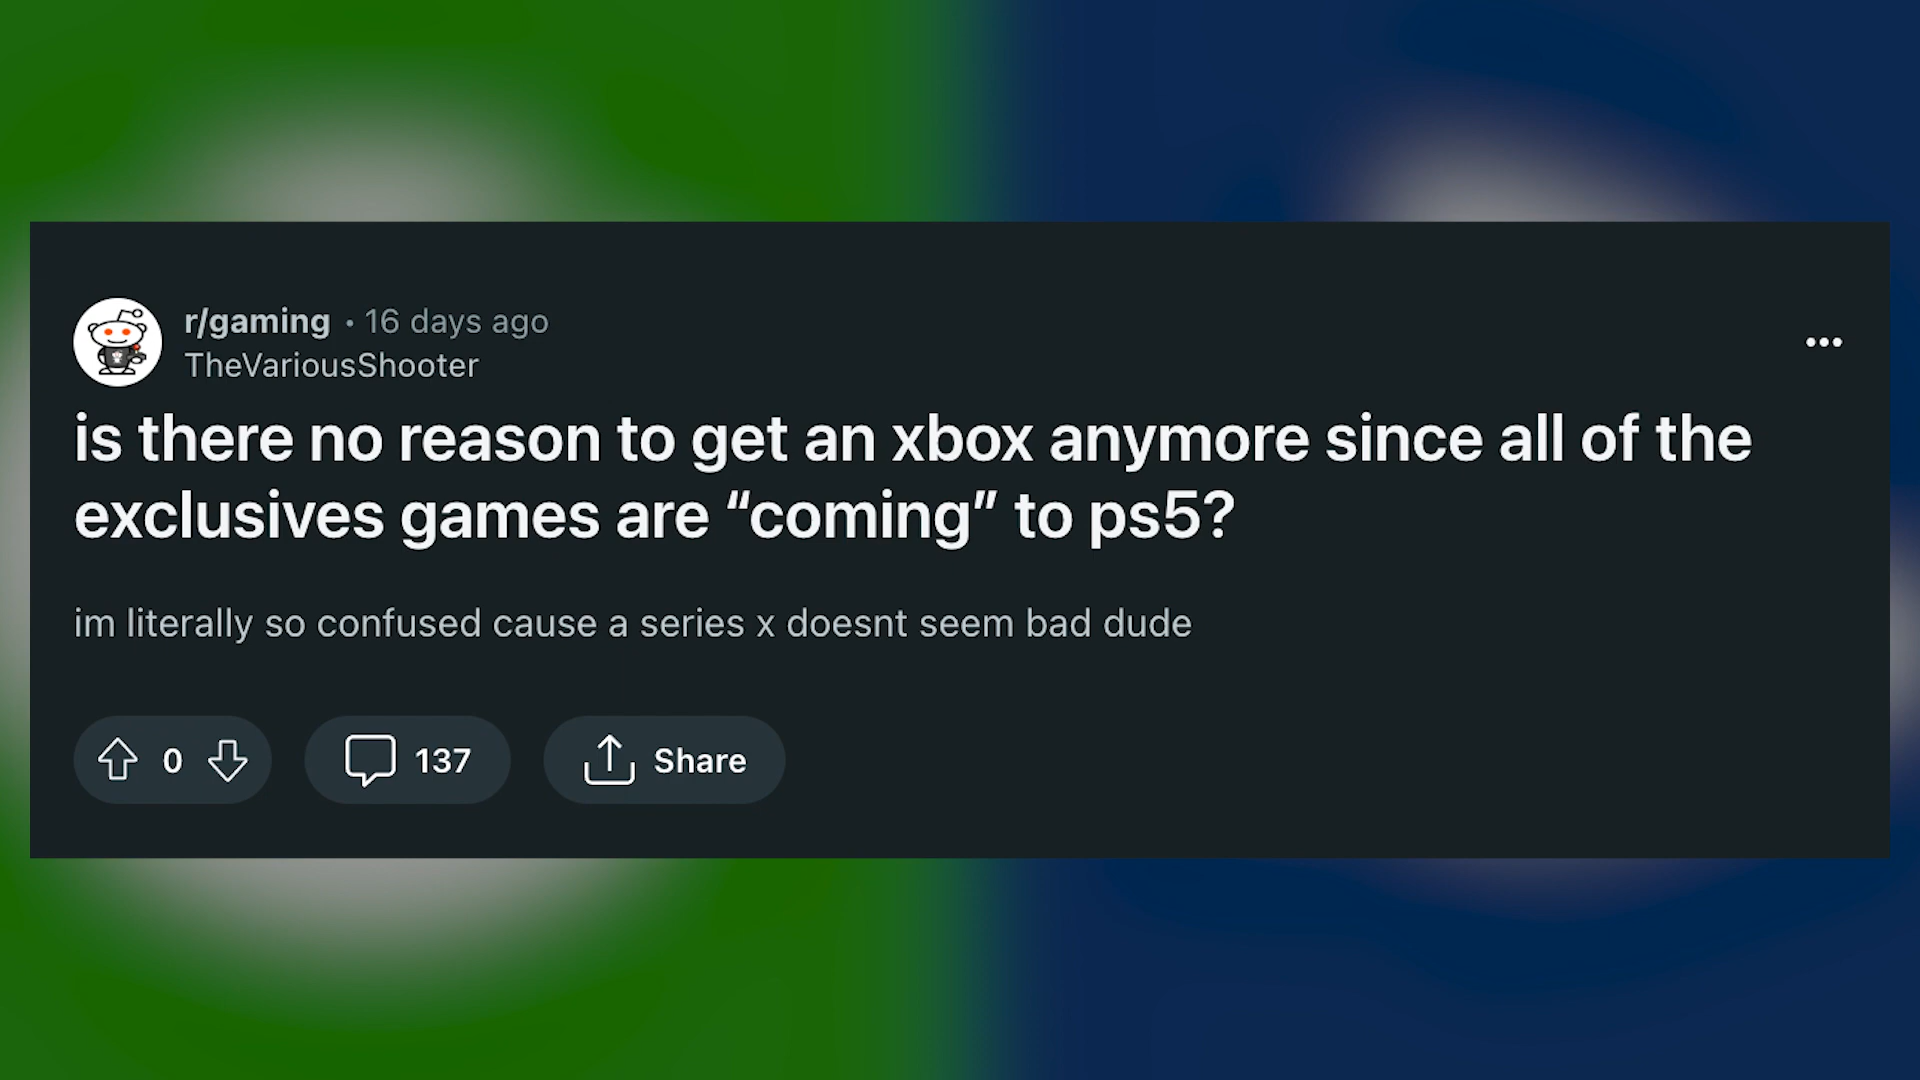 r/gaming • 16 days ago
TheVariousShooter
is there no reason to get an xbox anymore since all of the
exclusives games are “coming” to ps5?
im literally so confused cause a series x doesnt seem bad dude
0 137 Share